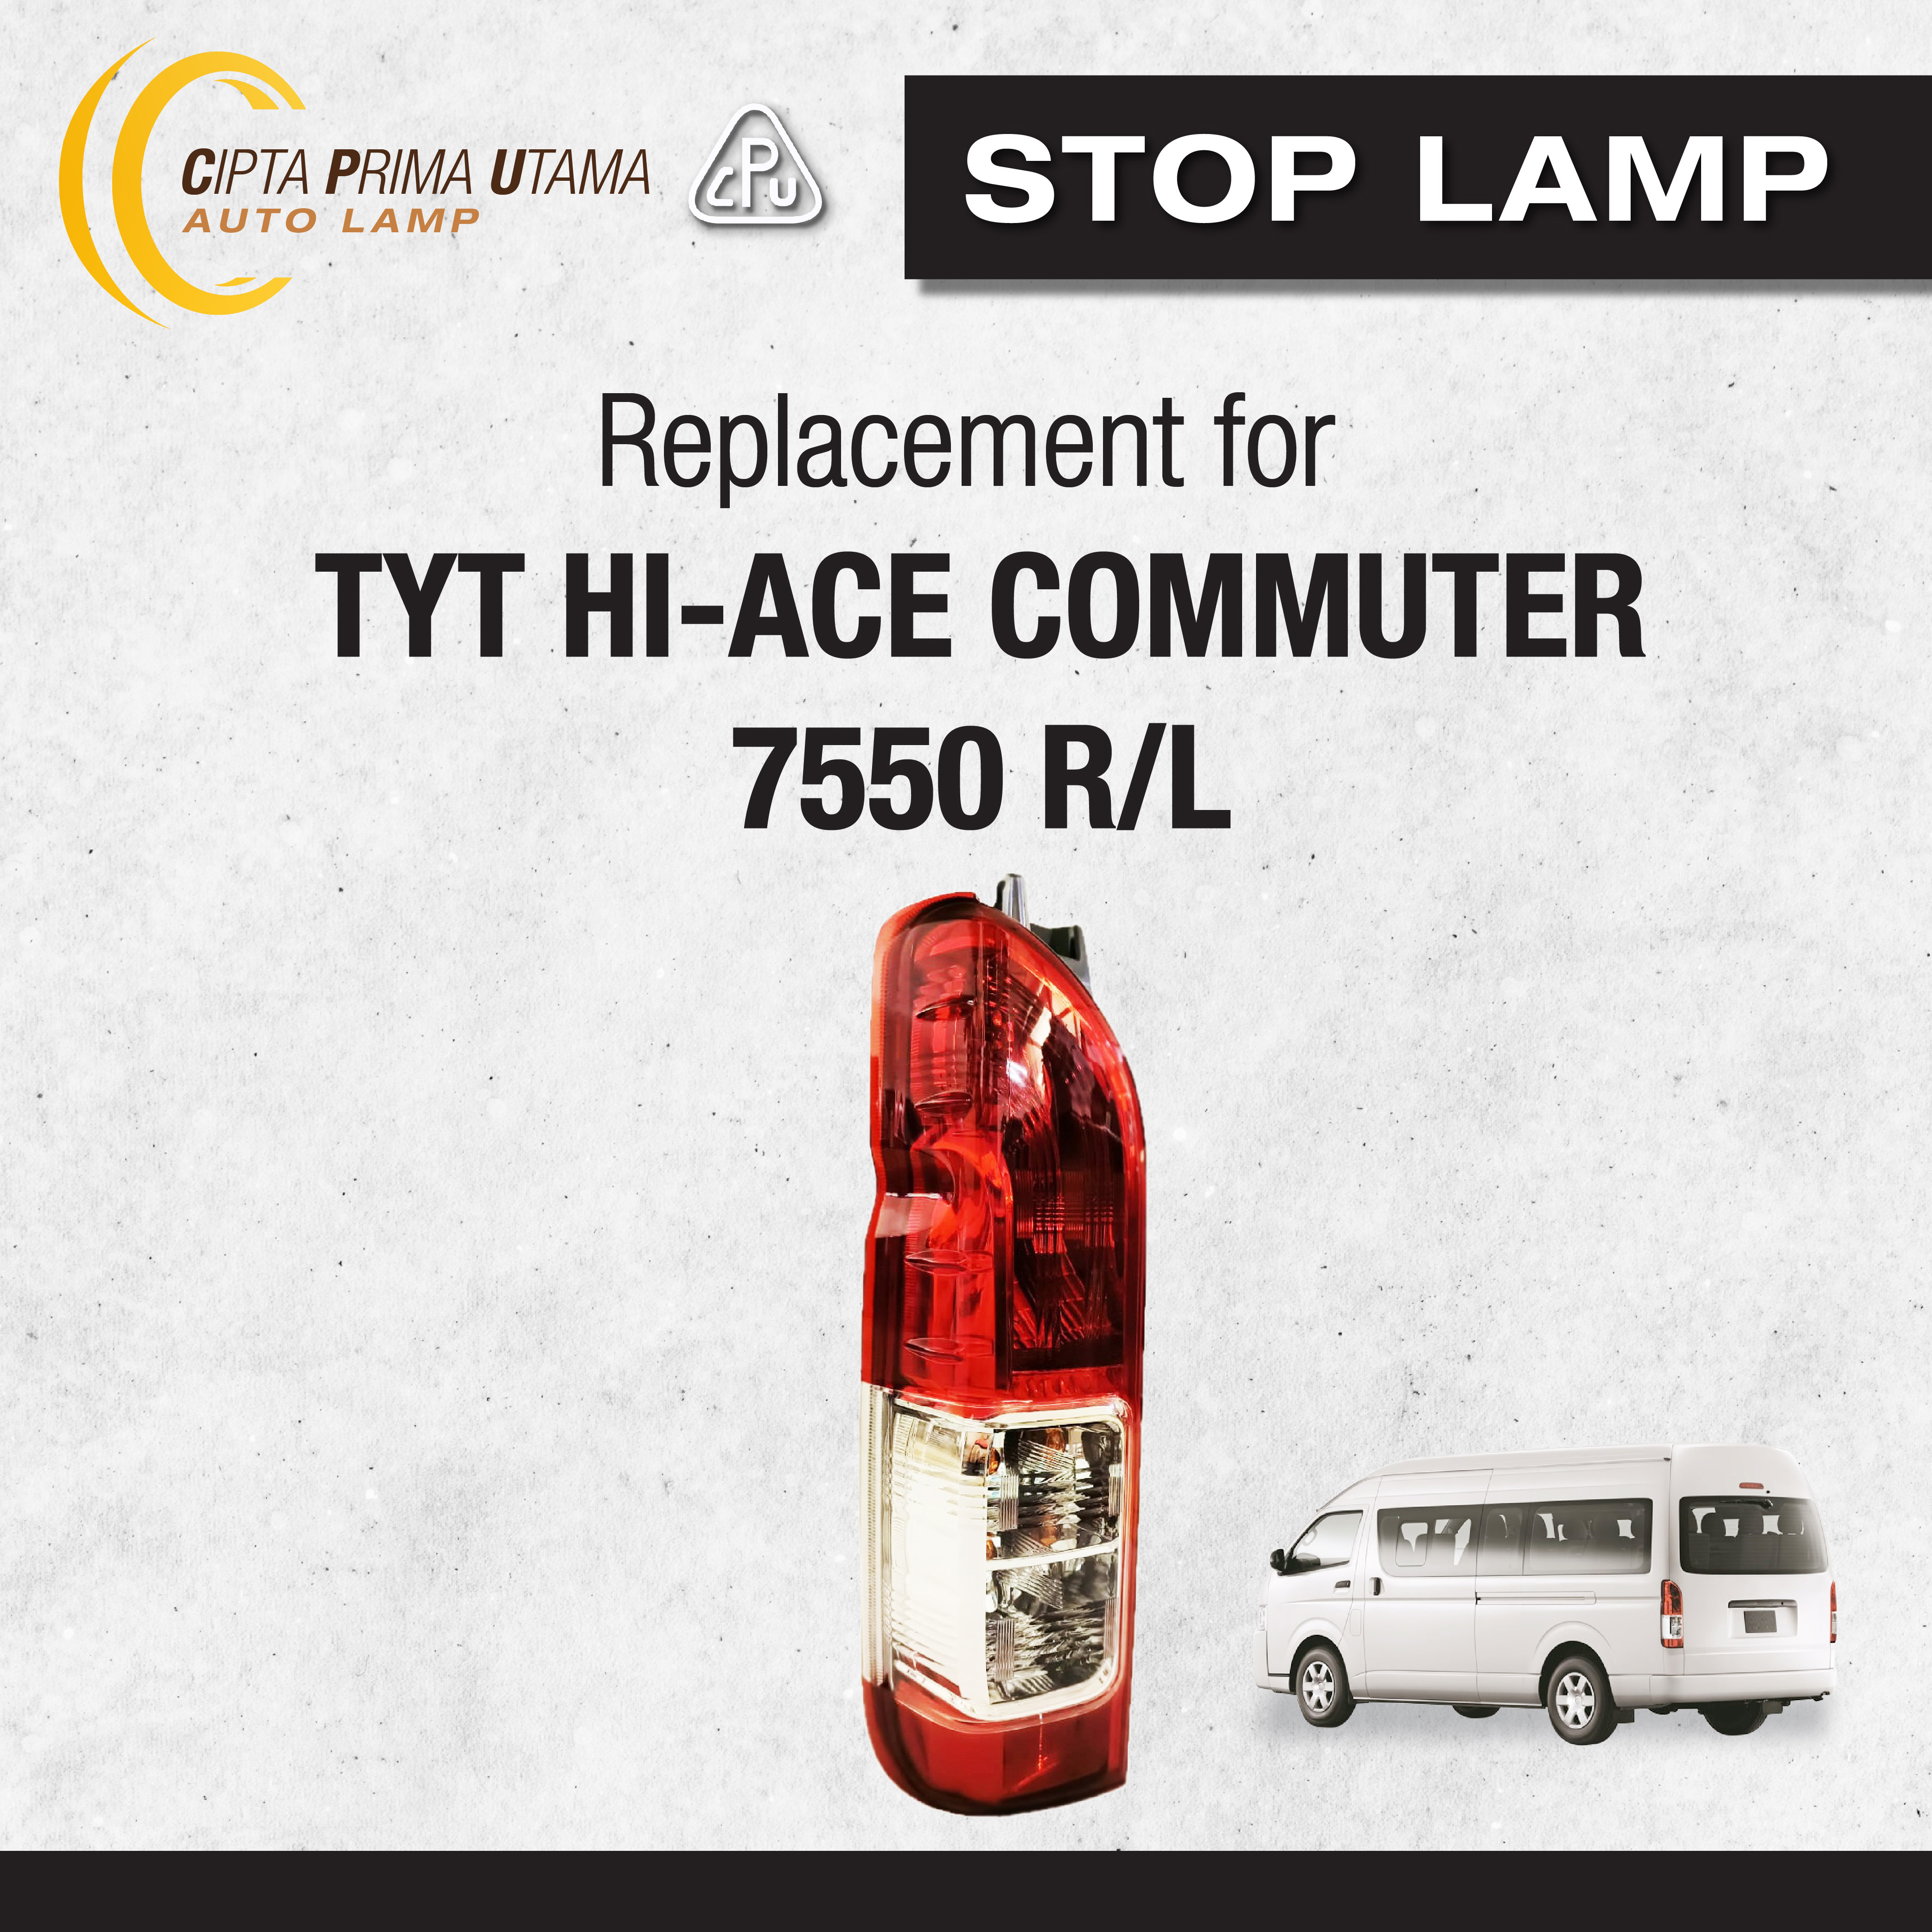 CIPTA PRIMA UTAMA
AUTO LAMP
CPU
STOP LAMP
Replacement for
TYT HI-ACE COMMUTER
7550 R/L